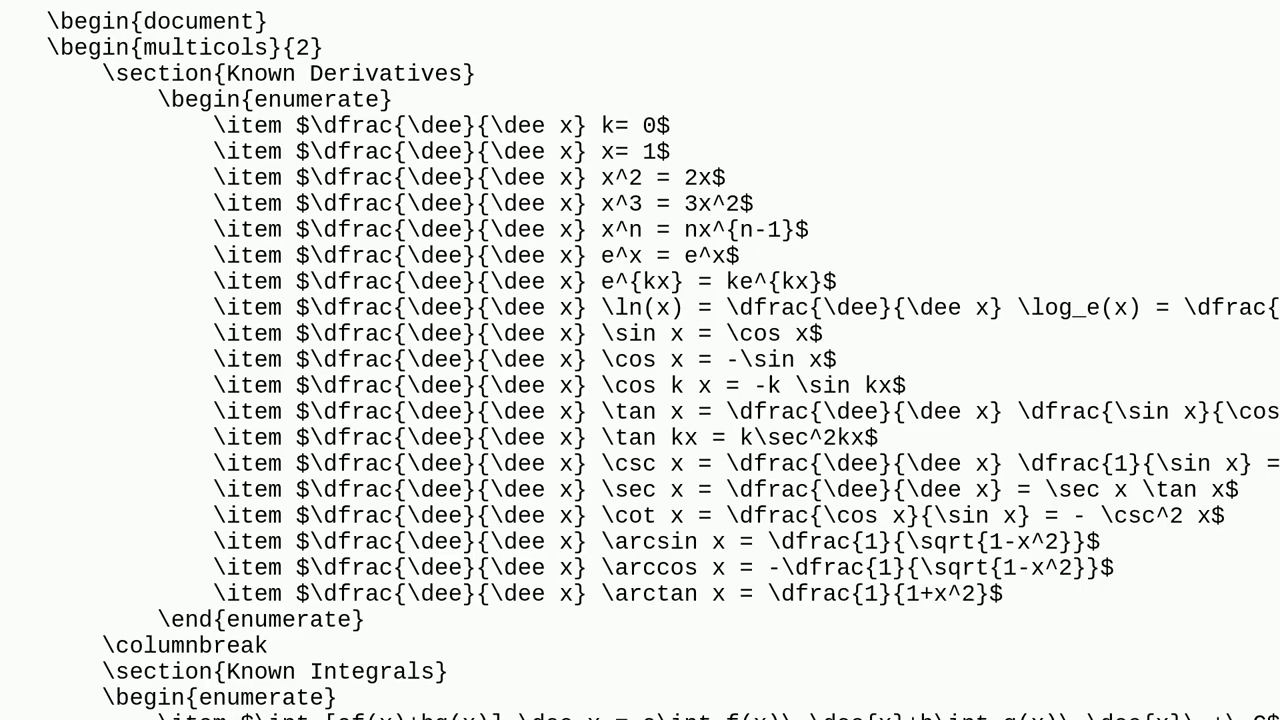 \begin{document}
\begin{multicols}{2}
\section{Known Derivatives}
\begin{enumerate}
\item $\dfrac{\dee}{\dee x} k= 0$
\item $\dfrac{\dee}{\dee x} x= 1$
\item $\dfrac{\dee}{\dee x} x^2 = 2x$
\item $\dfrac{\dee}{\dee x} x^3 = 3x^2$
\item $\dfrac{\dee}{\dee x} x^n = nx^{n-1}$
\item $\dfrac{\dee}{\dee x} e^x = e^x$
\item $\dfrac{\dee}{\dee x} e^{kx} = ke^{kx}$
\item $\dfrac{\dee}{\dee x} \ln(x) = \dfrac{\dee}{\dee x} \log_e(x) = \dfrac{
\item $\dfrac{\dee}{\dee x} \sin x = \cos x$
\item $\dfrac{\dee}{\dee x} \cos x = -\sin x$
\item $\dfrac{\dee}{\dee x} \cos k x = -k \sin kx$
\item $\dfrac{\dee}{\dee x} \tan x = \dfrac{\dee}{\dee x} \dfrac{\sin x}{\cos
\item $\dfrac{\dee}{\dee x} \tan kx = k\sec^2kx$
\item $\dfrac{\dee}{\dee x} \csc x = \dfrac{\dee}{\dee x} \dfrac{1}{\sin x} =
\item $\dfrac{\dee}{\dee x} \sec x = \dfrac{\dee}{\dee x} = \sec x \tan x$
\item $\dfrac{\dee}{\dee x} \cot x = \dfrac{\cos x}{\sin x} = - \csc^2 x$
\item $\dfrac{\dee}{\dee x} \arcsin x = \dfrac{1}{\sqrt{1-x^2}}$
\item $\dfrac{\dee}{\dee x} \arccos x = -\dfrac{1}{\sqrt{1-x^2}}$
\item $\dfrac{\dee}{\dee x} \arctan x = \dfrac{1}{1+x^2}$
\end{enumerate}
\columnbreak
\section{Known Integrals}
\begin{enumerate}